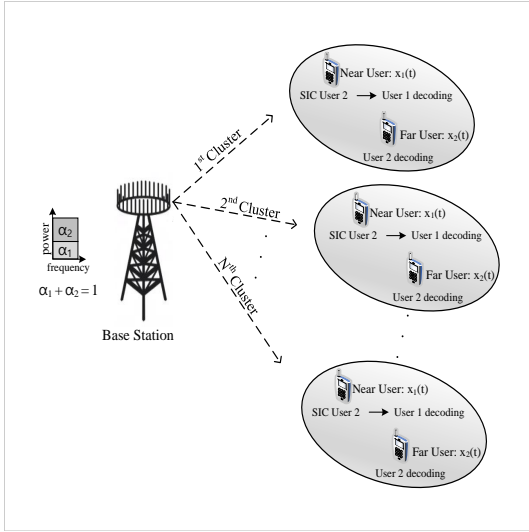 Near User: x₁(t)
SIC User 2 → User 1 decoding
Far User: x₂(t)
User 2 decoding
1ˢᵗ Cluster
2ⁿᵈ Cluster
Nᵗʰ Cluster
Near User: x₁(t)
SIC User 2 → User 1 decoding
Far User: x₂(t)
User 2 decoding
power
α₂
α₁
frequency
α₁ + α₂ = 1
Base Station
Near User: x₁(t)
SIC User 2 → User 1 decoding
Far User: x₂(t)
User 2 decoding